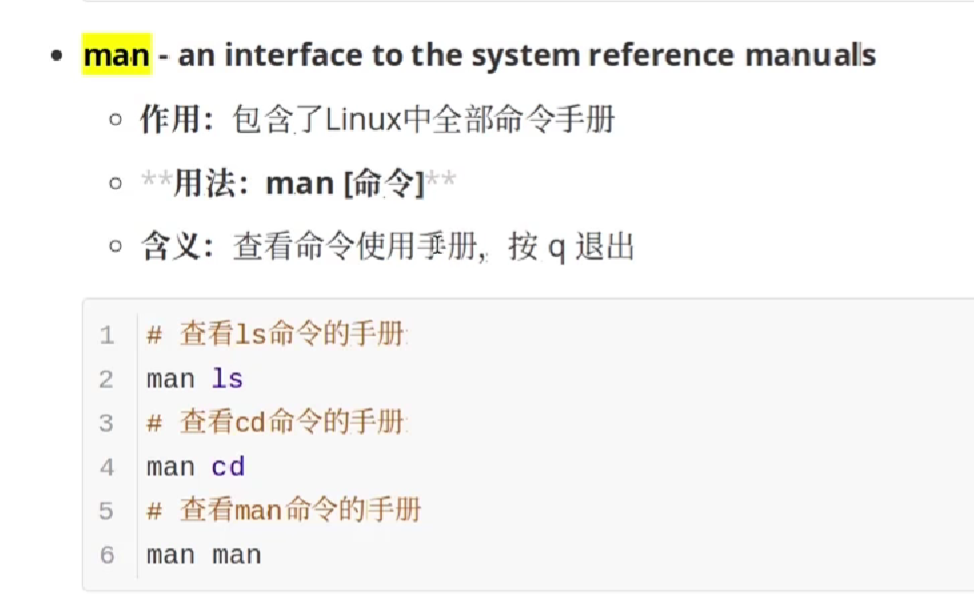 man - an interface to the system reference manuals
作用：包含了Linux中全部命令手册
**用法：man [命令]**
含义：查看命令使用手册，按 q 退出
1 # 查看ls命令的手册
2 man ls
3 # 查看cd命令的手册
4 man cd
5 # 查看man命令的手册
6 man man